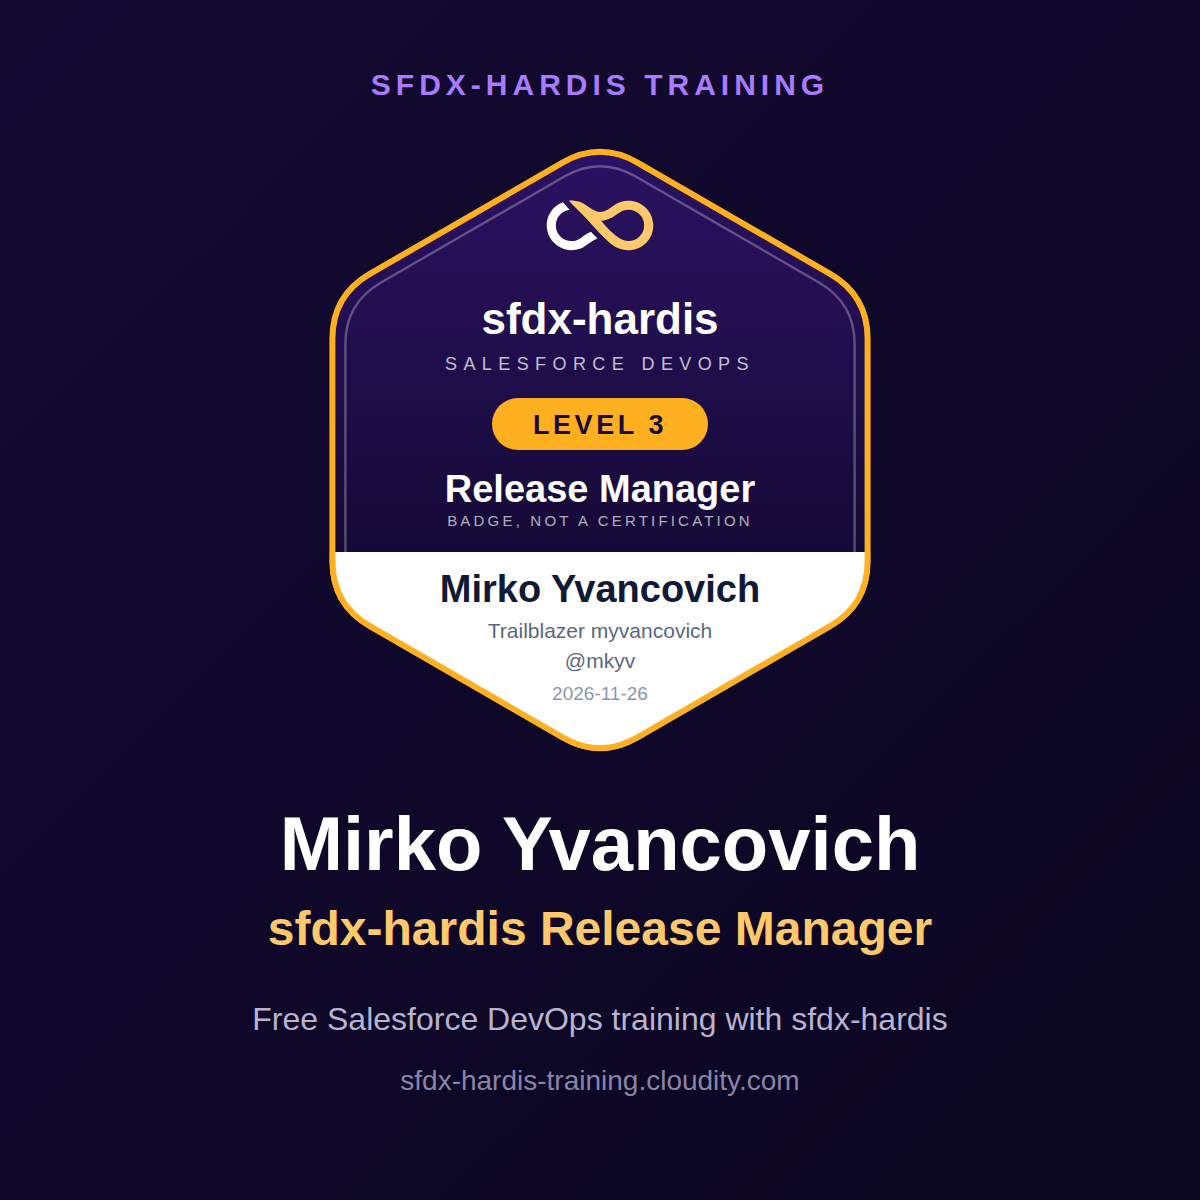 SFDX-HARDIS TRAINING
sfdx-hardis
SALESFORCE DEVOPS
LEVEL 3
Release Manager
BADGE, NOT A CERTIFICATION
Mirko Yvancovich
Trailblazer myvancovich
@mkyv
2026-11-26
Mirko Yvancovich
sfdx-hardis Release Manager
Free Salesforce DevOps training with sfdx-hardis
sfdx-hardis-training.cloudity.com